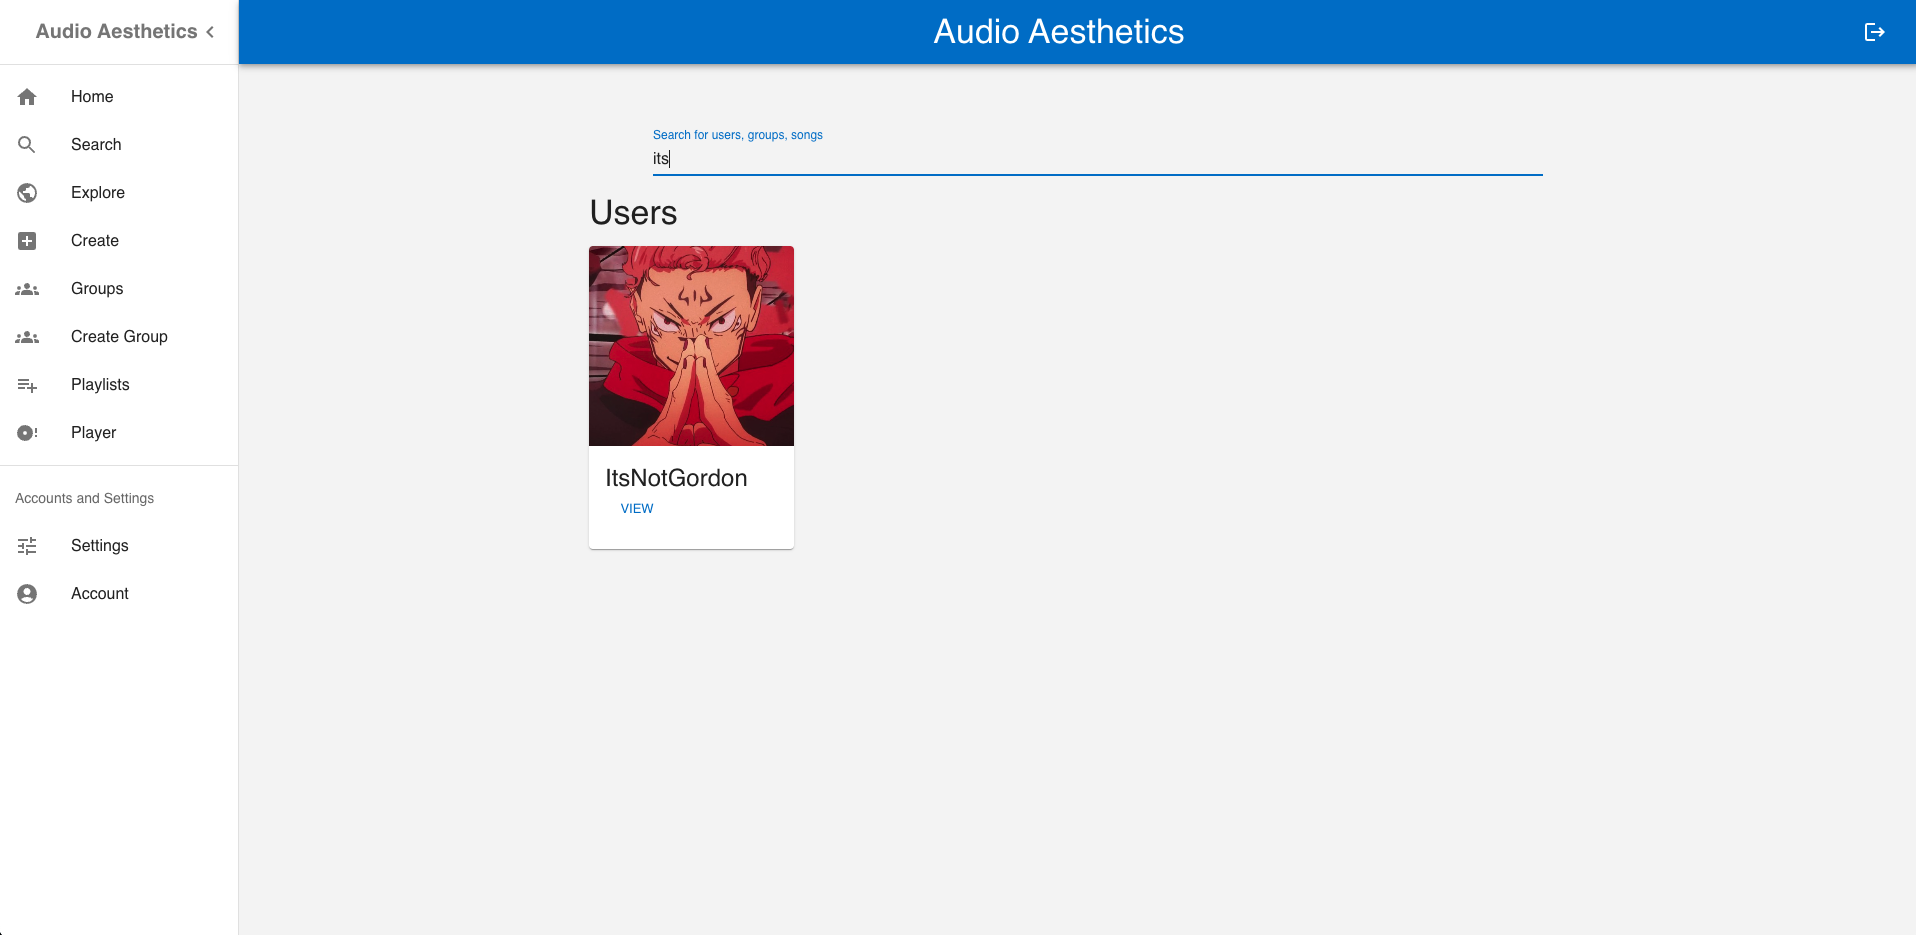 Audio Aesthetics
Audio Aesthetics
Home
Search
Explore
Create
Groups
Create Group
Playlists
Player
Accounts and Settings
Settings
Account
Search for users, groups, songs
its
Users
ItsNotGordon
VIEW